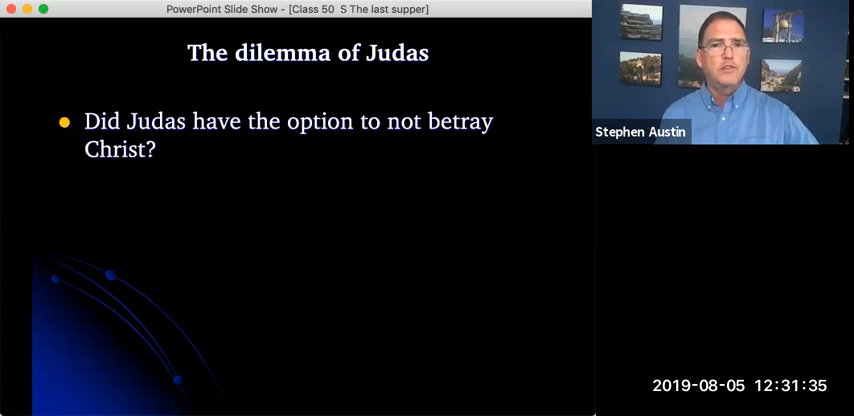 PowerPoint Slide Show - [Class 50  S The last supper]
The dilemma of Judas
Did Judas have the option to not betray
Christ?
Stephen Austin
2019-08-05 12:31:35